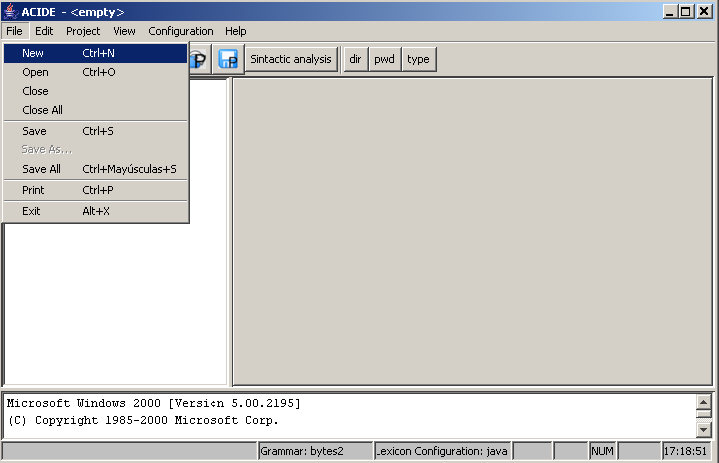 ACIDE - <empty>
File Edit Project View Configuration Help
New Ctrl+N
Open Ctrl+O
Close
Close All
Save Ctrl+S
Save As...
Save All Ctrl+Mayúsculas+S
Print Ctrl+P
Exit Alt+X
P P Sintactic analysis dir pwd type
Microsoft Windows 2000 [Versi¢n 5.00.2195]
(C) Copyright 1985-2000 Microsoft Corp.
Grammar: bytes2 Lexicon Configuration: java NUM 17:18:51